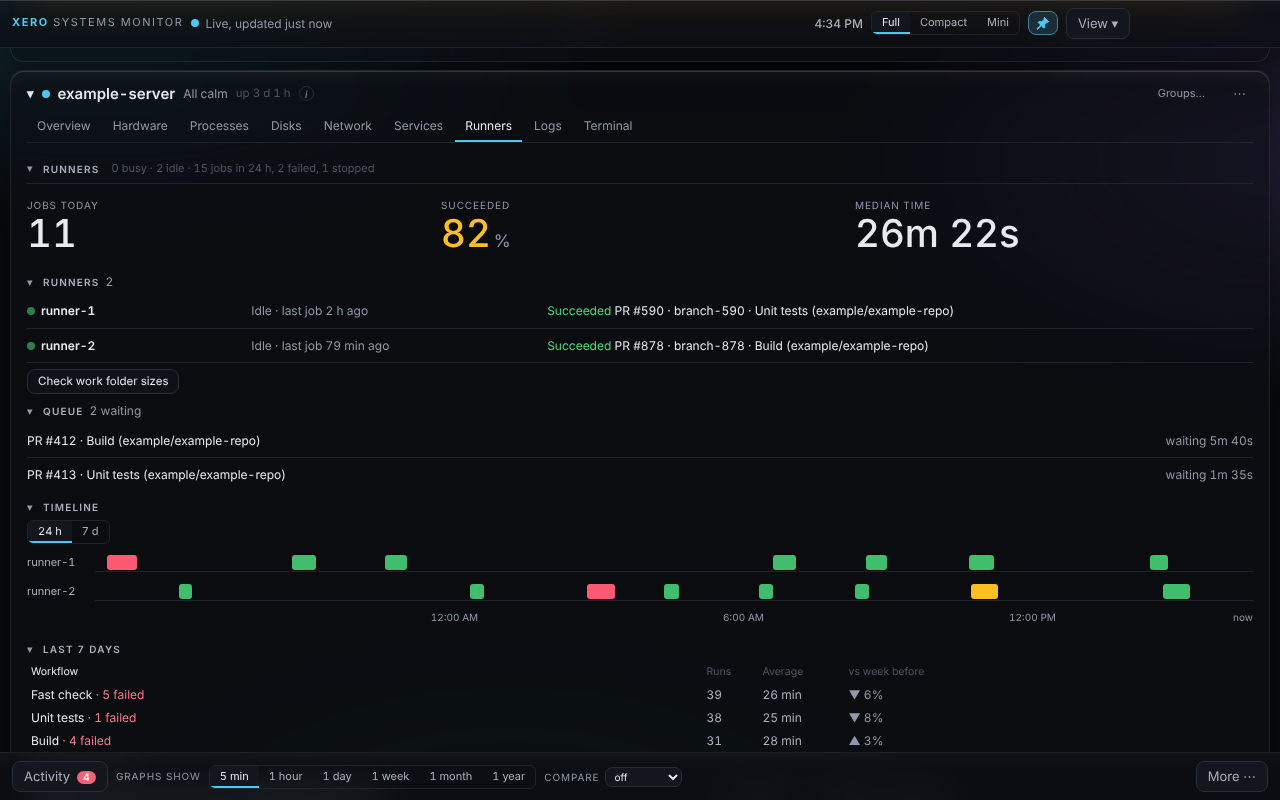 XERO SYSTEMS MONITOR Live, updated just now 4:34 PM Full Compact Mini View ▾
▾ example-server All calm up 3 d 1 h i Groups... ⋯
Overview Hardware Processes Disks Network Services Runners Logs Terminal
▾ RUNNERS 0 busy · 2 idle · 15 jobs in 24 h, 2 failed, 1 stopped
JOBS TODAY SUCCEEDED MEDIAN TIME
11 82 % 26m 22s
▾ RUNNERS 2
runner-1 Idle · last job 2 h ago Succeeded PR #590 · branch-590 · Unit tests (example/example-repo)
runner-2 Idle · last job 79 min ago Succeeded PR #878 · branch-878 · Build (example/example-repo)
Check work folder sizes
▾ QUEUE 2 waiting
PR #412 · Build (example/example-repo) waiting 5m 40s
PR #413 · Unit tests (example/example-repo) waiting 1m 35s
▾ TIMELINE
24 h 7 d
runner-1
runner-2
12:00 AM 6:00 AM 12:00 PM now
▾ LAST 7 DAYS
Workflow Runs Average vs week before
Fast check · 5 failed 39 26 min ▼ 6%
Unit tests · 1 failed 38 25 min ▼ 8%
Build · 4 failed 31 28 min ▲ 3%
Activity 4 GRAPHS SHOW 5 min 1 hour 1 day 1 week 1 month 1 year COMPARE off More ⋯